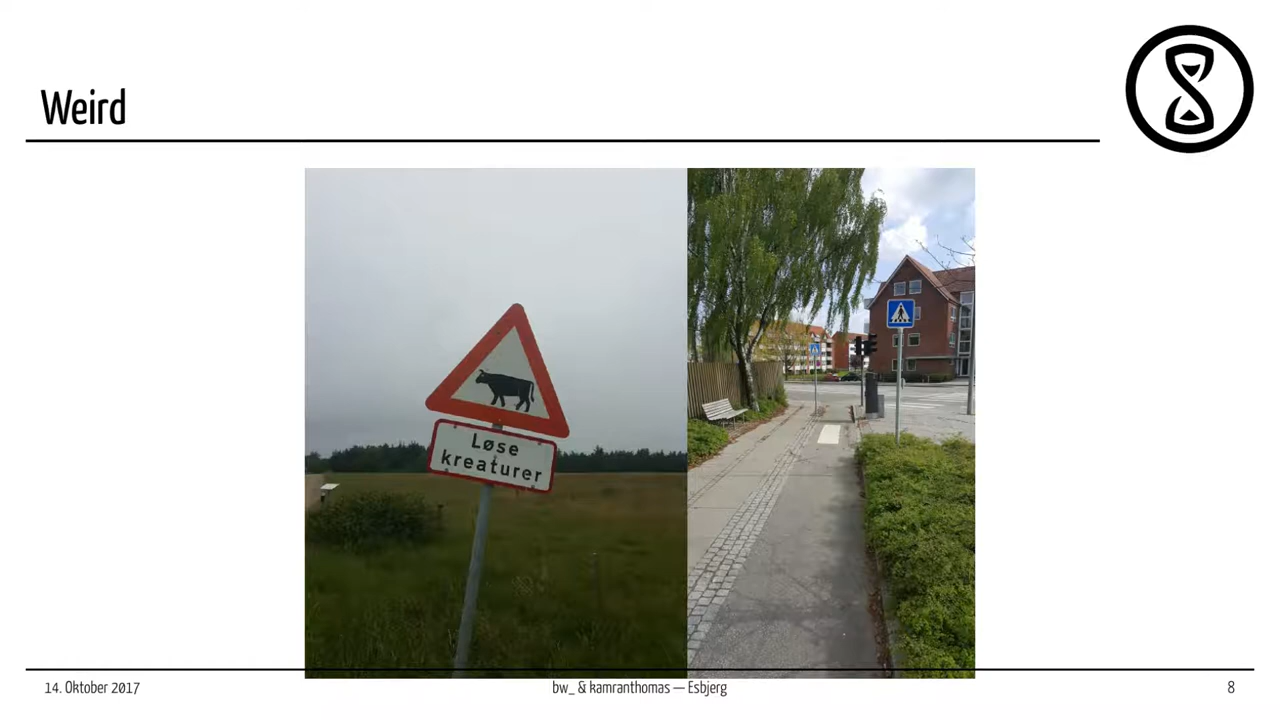 Weird
Løse
kreaturer
14. Oktober 2017
bw_ & kamranthomas — Esbjerg
8